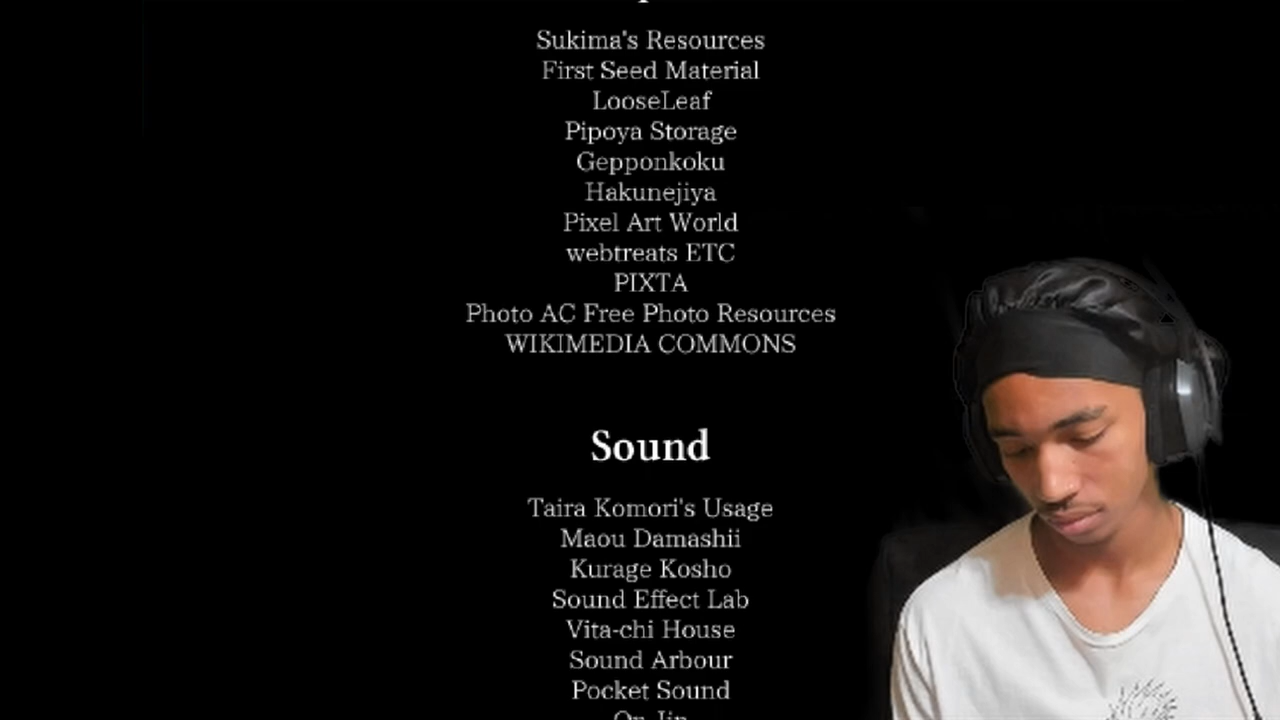 Sukima's Resources
First Seed Material
LooseLeaf
Pipoya Storage
Gepponkoku
Hakunejiya
Pixel Art World
webtreats ETC
PIXTA
Photo AC Free Photo Resources
WIKIMEDIA COMMONS
Sound
Taira Komori's Usage
Maou Damashii
Kurage Kosho
Sound Effect Lab
Vita-chi House
Sound Arbour
Pocket Sound